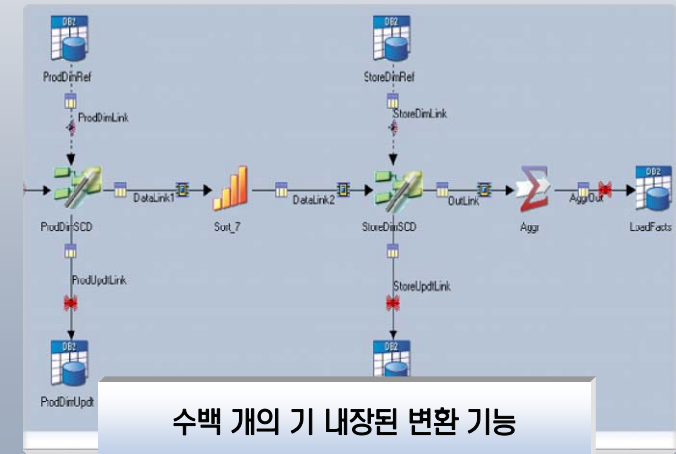 DB2
DB2
ProdDimRef
StoreDimRef
ProdDimLink
StoreDimLink
DB2
DataLink1
DataLink2
OutLink
AggrOut
ProdDimSCD
Sort_7
StoreDimSCD
Aggr
LoadFacts
ProdUpdtLink
StoreUpdtLink
DB2
DB2
ProdDimUpdt
수백 개의 기 내장된 변환 기능